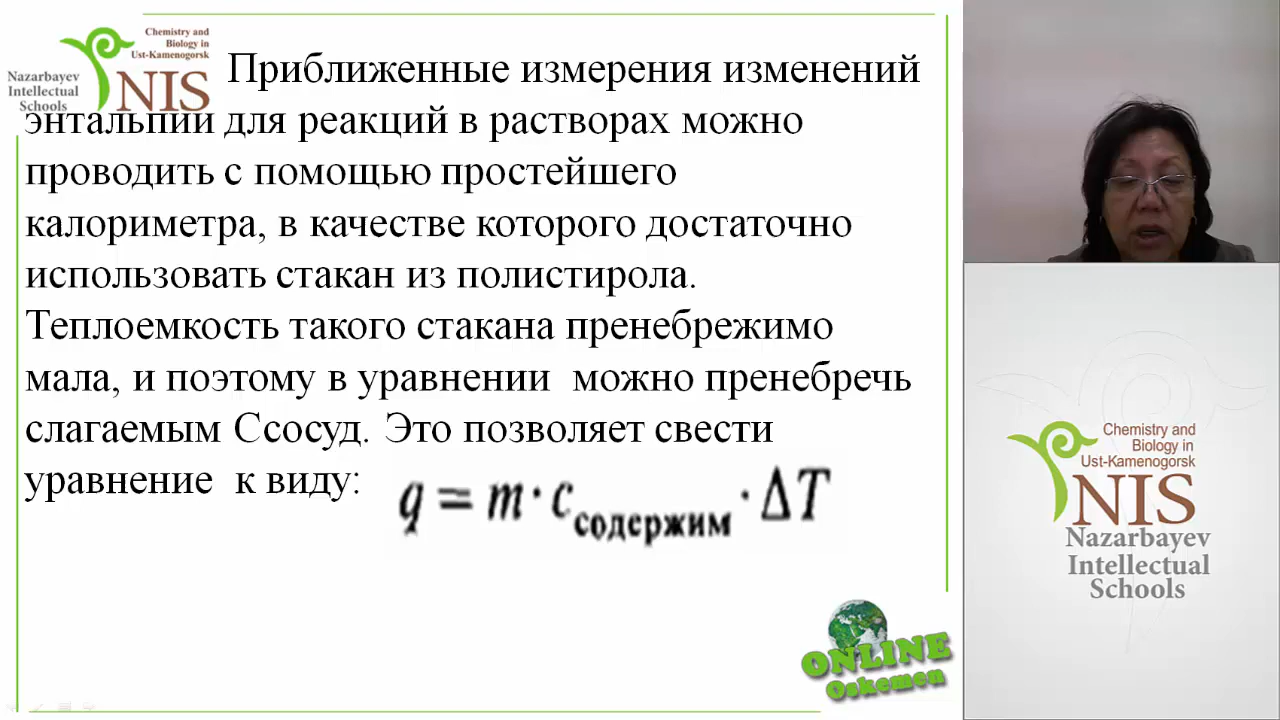 Chemistry and
Biology in
Ust-Kamenogorsk
Nazarbayev
Intellectual
Schools
NIS
Приближенные измерения изменений
энтальпии для реакций в растворах можно
проводить с помощью простейшего
калориметра, в качестве которого достаточно
использовать стакан из полистирола.
Теплоемкость такого стакана пренебрежимо
мала, и поэтому в уравнении можно пренебречь
слагаемым Ссосуд. Это позволяет свести
уравнение к виду:
q = m · c содержим · ΔT
ONLINE
Oskemen
Chemistry and
Biology in
Ust-Kamenogorsk
NIS
Nazarbayev
Intellectual
Schools